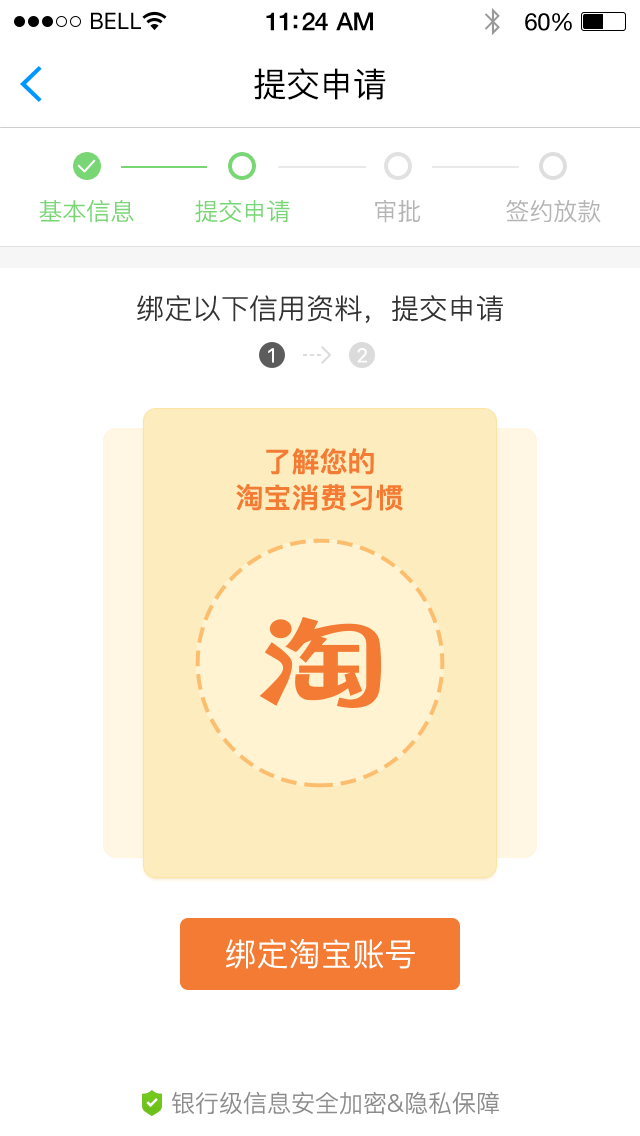 BELL 11:24 AM 60%
提交申请
基本信息 提交申请 审批 签约放款
绑定以下信用资料，提交申请
1 2
了解您的
淘宝消费习惯
淘
绑定淘宝账号
银行级信息安全加密&隐私保障